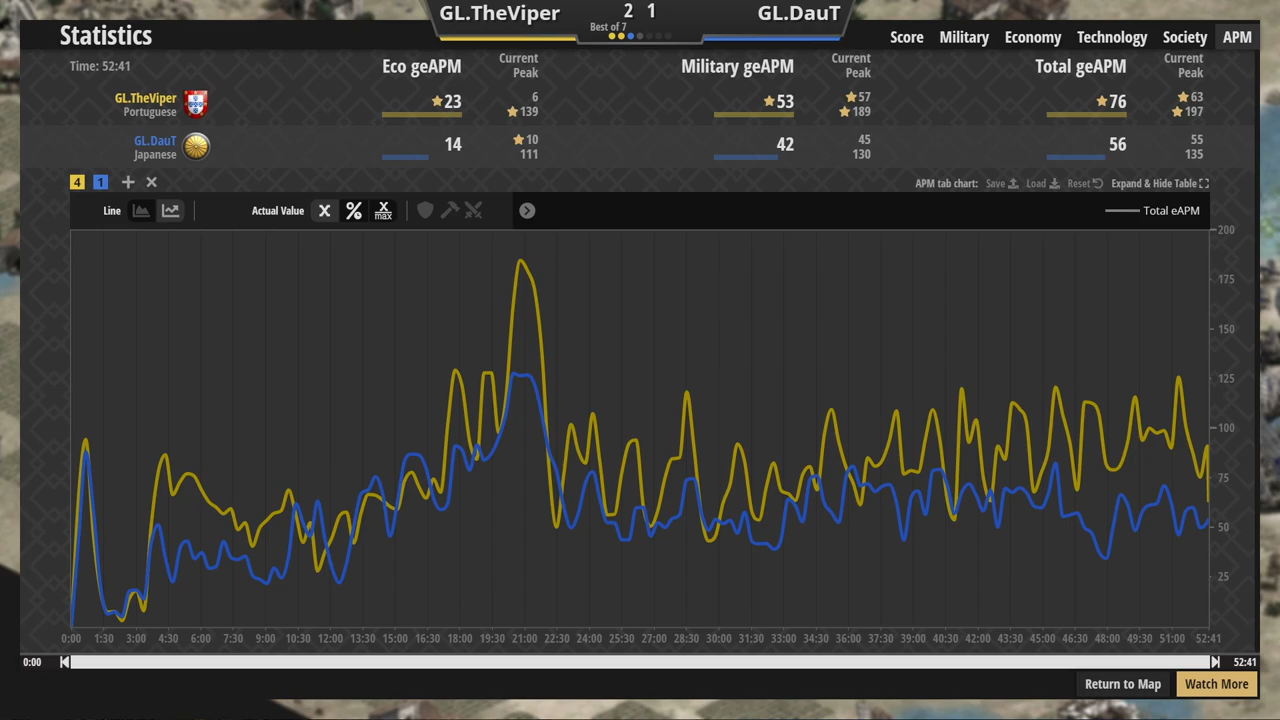 GL.TheViper 2 1 GL.DauT
Best of 7
Statistics
Score Military Economy Technology Society APM
Time: 52:41
Eco geAPM Current Peak Military geAPM Current Peak Total geAPM Current Peak
GL.TheViper
Portuguese
23 6 139 53 57 189 76 63 197
GL.DauT
Japanese
14 10 111 42 45 130 56 55 135
4 1
APM tab chart: Save Load Reset Expand & Hide Table
Line Actual Value X % X max
Total eAPM
200
175
150
125
100
75
50
25
0:00 1:30 3:00 4:30 6:00 7:30 9:00 10:30 12:00 13:30 15:00 16:30 18:00 19:30 21:00 22:30 24:00 25:30 27:00 28:30 30:00 31:30 33:00 34:30 36:00 37:30 39:00 40:30 42:00 43:30 45:00 46:30 48:00 49:30 51:00 52:41
0:00 52:41
Return to Map Watch More